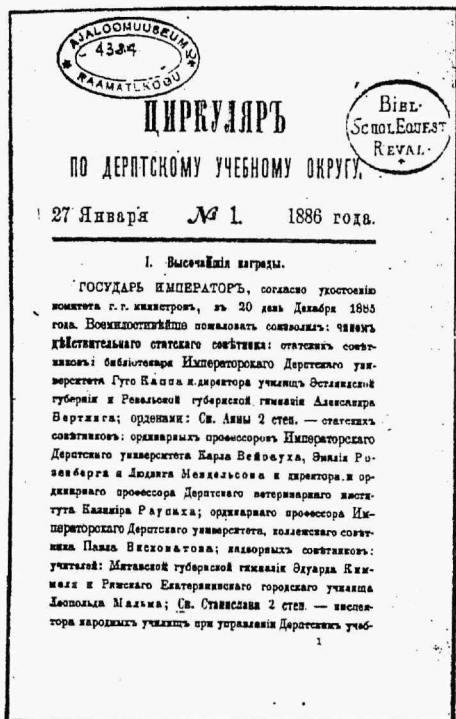 AJALOOMUUSEUMI
4384
RAAMATUKOGU
ЦИРКУЛЯРЪ
BIBL.
SCHOL EQUEST
REVAL.
ПО ДЕРПТСКОМУ УЧЕБНОМУ ОКРУГУ.
27 Января № 1. 1886 года.
I. Высочайшія награды.
ГОСУДАРЬ ИМПЕРАТОРЪ, согласно удостоенію
комитета г. г. министровъ, въ 20 день Декабря 1885
года. Всемилостивѣйше пожаловать соизволилъ: чиномъ
дѣйствительнаго статскаго совѣтника: статскихъ совѣт-
никовъ: библіотекаря Императорскаго Дерптскаго уни-
верситета Гуго Каппа и директора училищъ Эстляндской
губерніи и Ревельской губернской гимназіи Александра
Бертинга; орденами: Св. Анны 2 степ. — статскихъ
совѣтниковъ: ординарныхъ профессоровъ Императорскаго
Дерптскаго университета Карла Вейрауха, Эмилія Ро-
зенберга и Людвига Мендельсона и директора и ор-
динарнаго профессора Дерптскаго ветеринарнаго инсти-
тута Казиміра Раупаха; ординарнаго профессора Им-
ператорскаго Дерптскаго университета, коллежскаго совѣт-
ника Павла Висковатова; надворныхъ совѣтниковъ:
учителей: Митавской губернской гимназіи Эдуарда Кям-
меля и Рижскаго Екатерининскаго городскаго училища
Леопольда Мальма; Св. Станислава 2 степ. — инспек-
тора народныхъ училищъ при управленіи Дерптскимъ учеб-
1